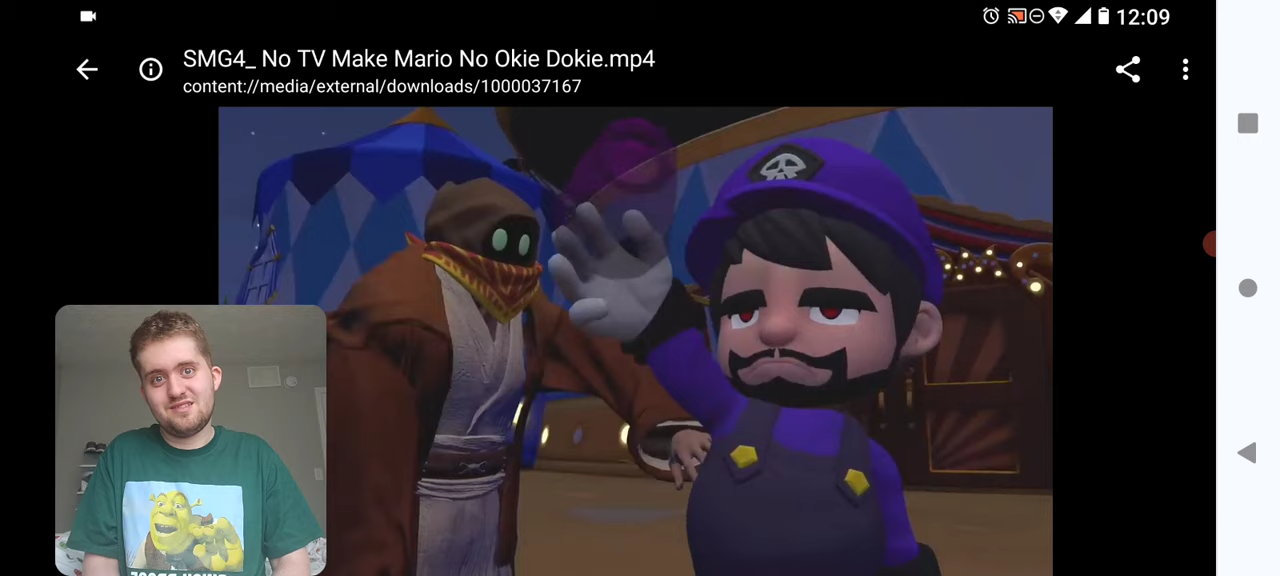 12:09
SMG4_ No TV Make Mario No Okie Dokie.mp4
content://media/external/downloads/1000037167